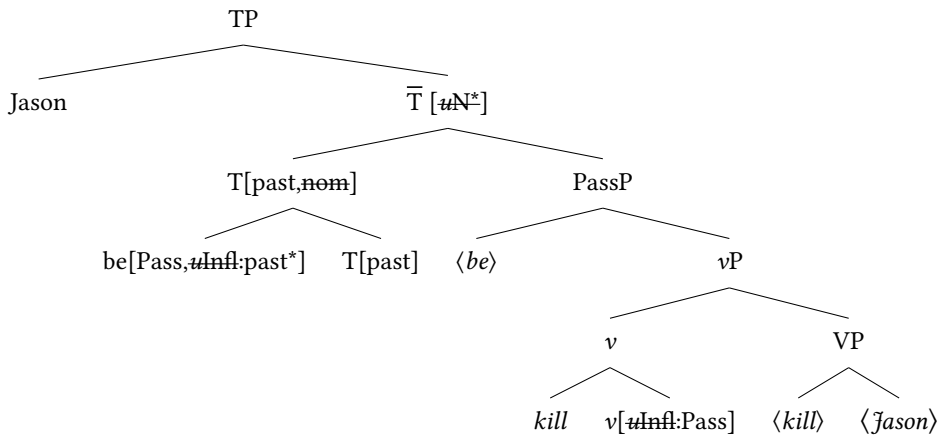 TP
Jason T̅ [uN*]
T[past,nom] PassP
be[Pass,uInfl:past*] T[past] ⟨be⟩ vP
v VP
kill v[uInfl:Pass] ⟨kill⟩ ⟨Jason⟩